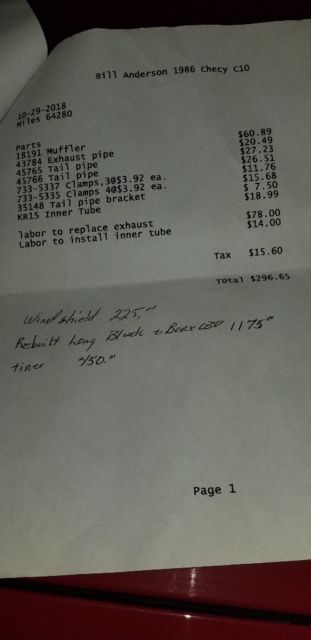 Bill Anderson 1986 Checy C10
10-29-2018
Miles 64280
Parts
18191 Muffler $60.89
43784 Exhaust pipe $20.49
45765 Tail pipe $27.23
45766 Tail pipe $26.51
733-5337 Clamps,3@$3.92 ea. $11.76
733-5335 Clamps 4@$3.92 ea. $15.68
35148 Tail pipe bracket $ 7.50
KR15 Inner Tube $18.99
labor to replace exhaust $78.00
Labor to install inner tube $14.00
Tax $15.60
Total $296.65
Windshield 225.00
Rebuilt Long Block + Bore 1175 00
tires 450.00
Page 1